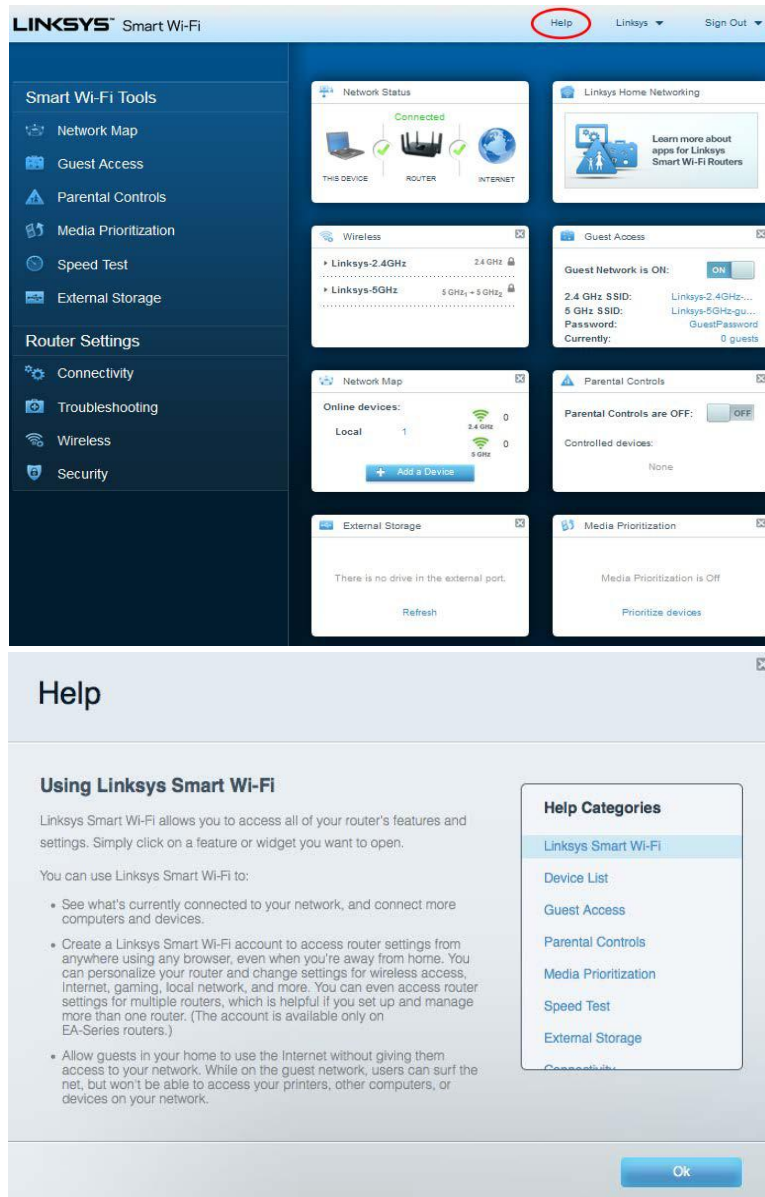 LINKSYS™ Smart Wi-Fi
Help
Linksys
Sign Out
Smart Wi-Fi Tools
Network Map
Guest Access
Parental Controls
Media Prioritization
Speed Test
External Storage
Router Settings
Connectivity
Troubleshooting
Wireless
Security
Network Status
Connected
THIS DEVICE ROUTER INTERNET
Linksys Home Networking
Learn more about
apps for Linksys
Smart Wi-Fi Routers
Wireless
Linksys-2.4GHz 2.4 GHz
Linksys-5GHz 5 GHz1 + 5 GHz2
Guest Access
Guest Network is ON: ON
2.4 GHz SSID: Linksys-2.4GHz-...
5 GHz SSID: Linksys-5GHz-gu...
Password: GuestPassword
Currently: 0 guests
Network Map
Online devices:
Local 1
0
2.4 GHz
0
5 GHz
+ Add a Device
Parental Controls
Parental Controls are OFF: OFF
Controlled devices:
None
External Storage
There is no drive in the external port.
Refresh
Media Prioritization
Media Prioritization is Off
Prioritize devices
Help
Using Linksys Smart Wi-Fi
Linksys Smart Wi-Fi allows you to access all of your router's features and
settings. Simply click on a feature or widget you want to open.
You can use Linksys Smart Wi-Fi to:
• See what's currently connected to your network, and connect more
computers and devices.
• Create a Linksys Smart Wi-Fi account to access router settings from
anywhere using any browser, even when you're away from home. You
can personalize your router and change settings for wireless access,
Internet, gaming, local network, and more. You can even access router
settings for multiple routers, which is helpful if you set up and manage
more than one router. (The account is available only on
EA-Series routers.)
• Allow guests in your home to use the Internet without giving them
access to your network. While on the guest network, users can surf the
net, but won't be able to access your printers, other computers, or
devices on your network.
Help Categories
Linksys Smart Wi-Fi
Device List
Guest Access
Parental Controls
Media Prioritization
Speed Test
External Storage
Connectivity
Ok